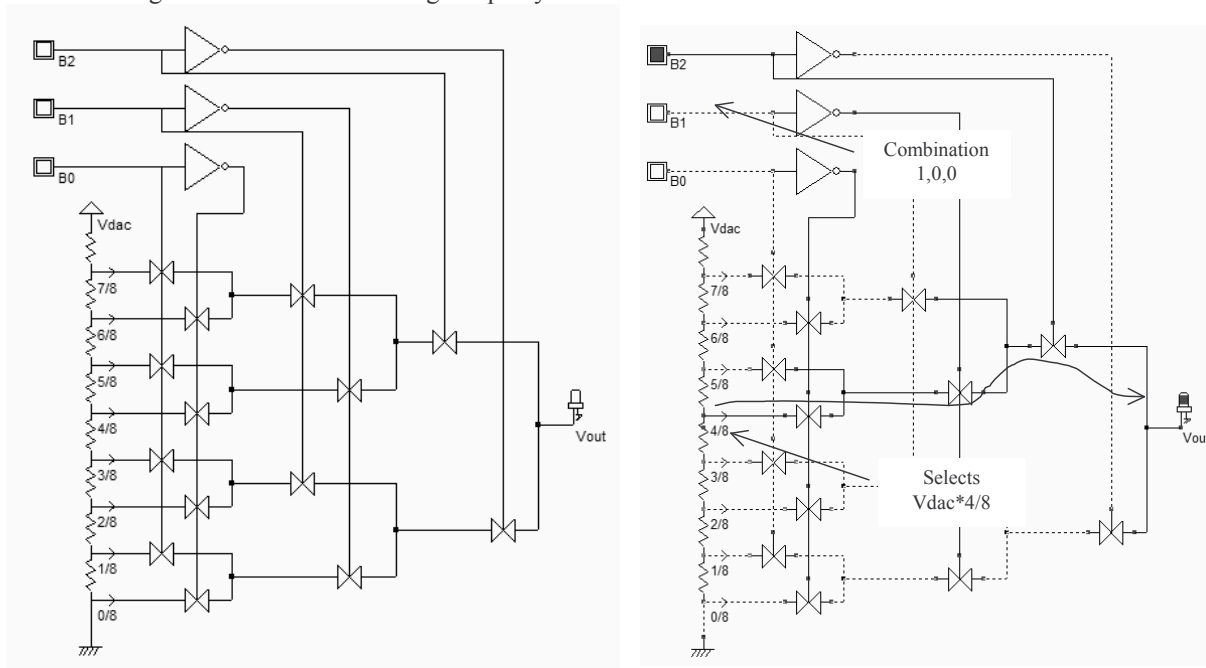 B2
B1
B0
Vdac
7/8
6/8
5/8
4/8
3/8
2/8
1/8
0/8
Vout
B2
B1
B0
Combination
1,0,0
Vdac
7/8
6/8
5/8
4/8
3/8
2/8
1/8
0/8
Selects
Vdac*4/8
Vou